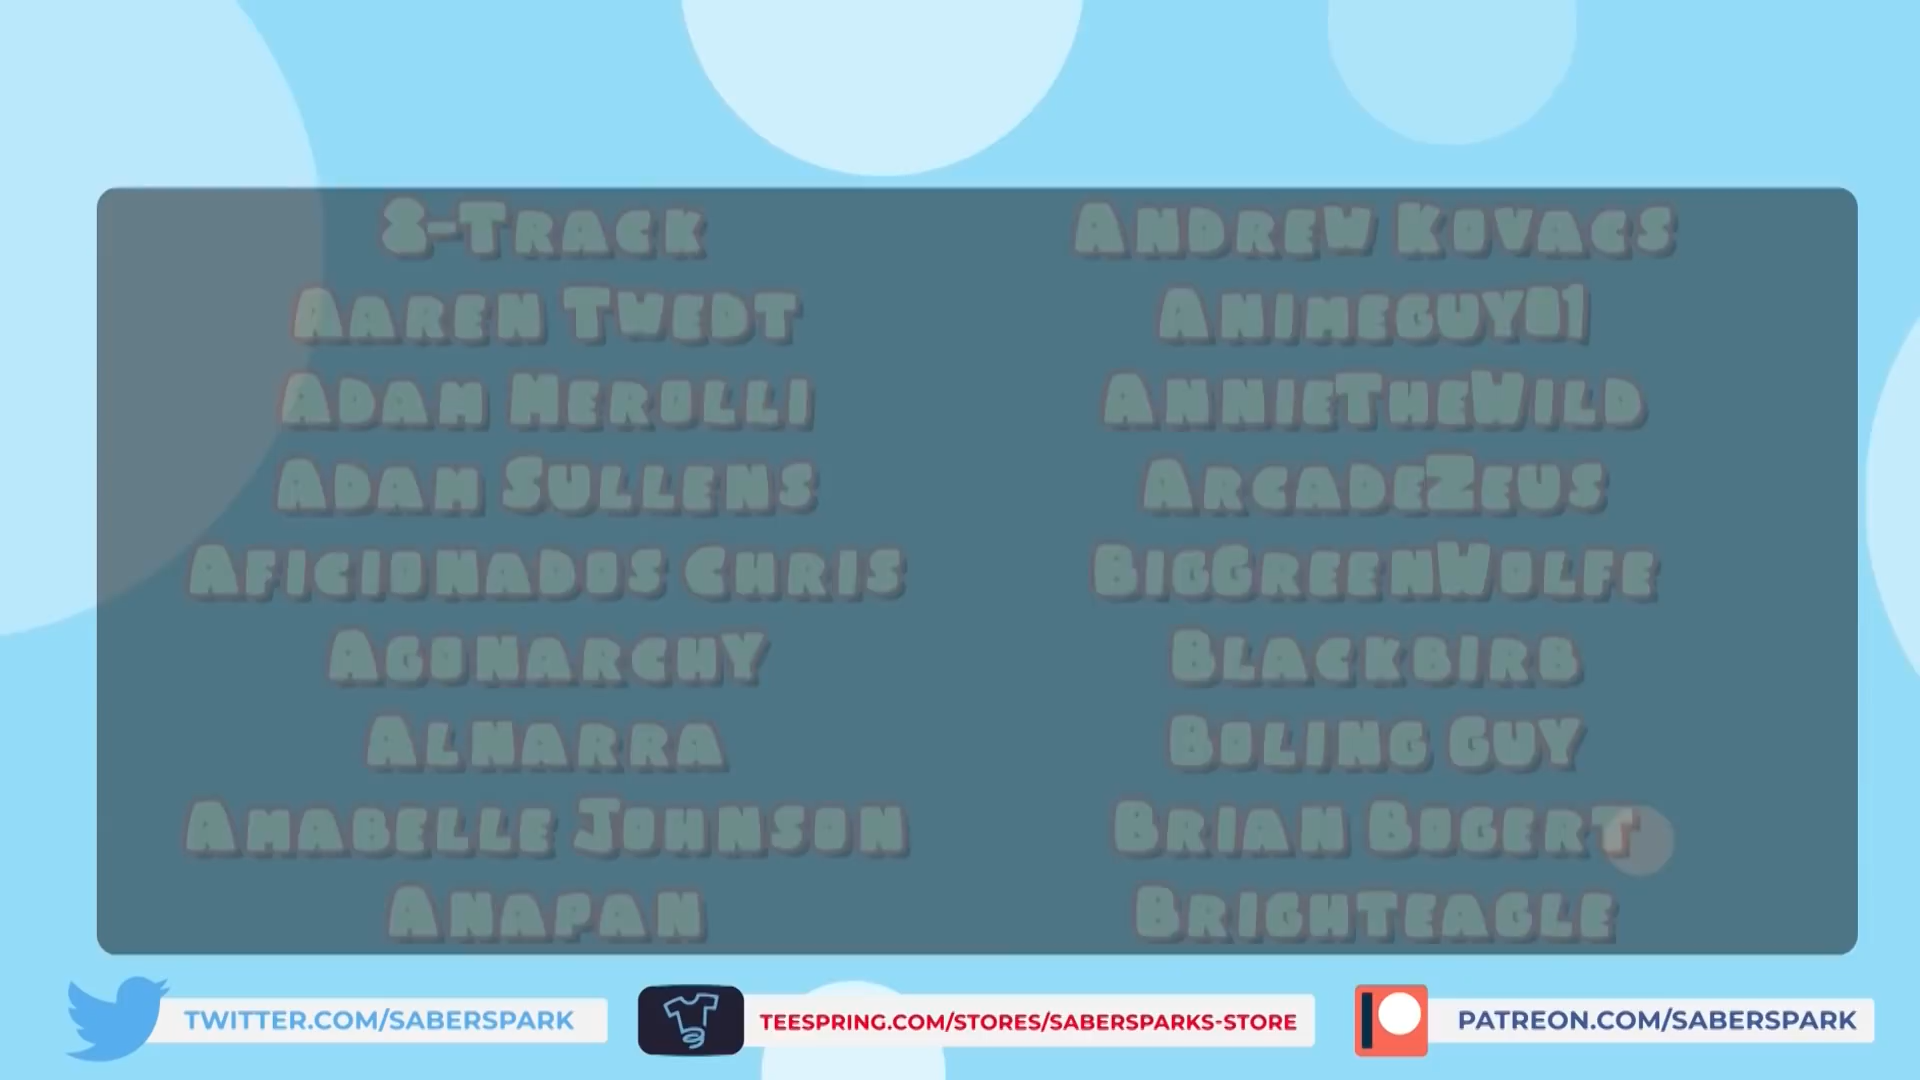 8-Track
Aaren Twedt
Adam Merolli
Adam Sullens
Aficionados Chris
Agonarchy
AlNarra
Amabelle Johnson
Anapan
Andrew Kovacs
Animeguy01
AnnieTheWild
ArcadeZeus
BigGreenWolfe
Blackbirb
Boling Guy
Brian Bogert
Brighteagle
TWITTER.COM/SABERSPARK
TEESPRING.COM/STORES/SABERSPARKS-STORE
PATREON.COM/SABERSPARK